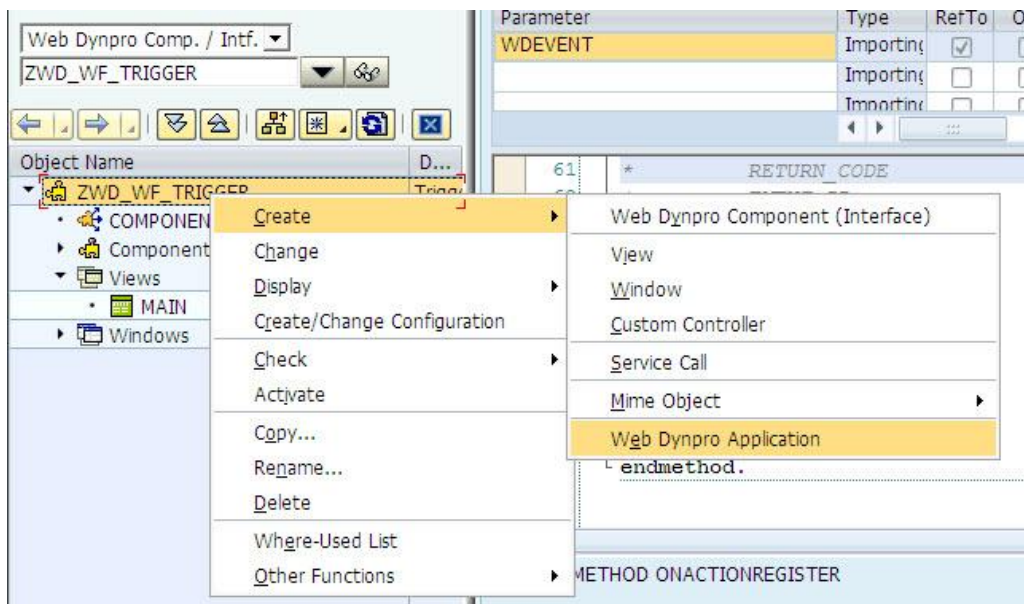 Web Dynpro Comp. / Intf.
ZWD_WF_TRIGGER
Object Name D...
ZWD_WF_TRIGGER
COMPONEN
Component
Views
MAIN
Windows
Create
Change
Display
Create/Change Configuration
Check
Activate
Copy...
Rename...
Delete
Where-Used List
Other Functions
Web Dynpro Component (Interface)
View
Window
Custom Controller
Service Call
Mime Object
Web Dynpro Application
Parameter Type RefTo O
WDEVENT Importing
Importing
Importing
61 * RETURN_CODE
endmethod.
METHOD ONACTIONREGISTER